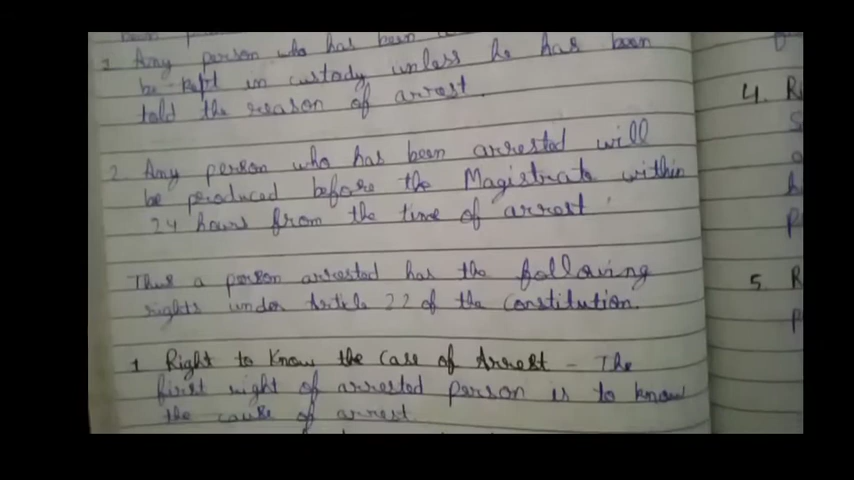 1 Any person who has been
be kept in custody unless he has been
told the reason of arrest.
2. Any person who has been arrested will
be produced before the Magistrate within
24 hours from the time of arrest.
Thus a person arrested has the following
rights under Article 22 of the Constitution.
1 Right to Know the case of Arrest - The
first right of arrested person is to know
the cause of arrest.
4. R
5. R